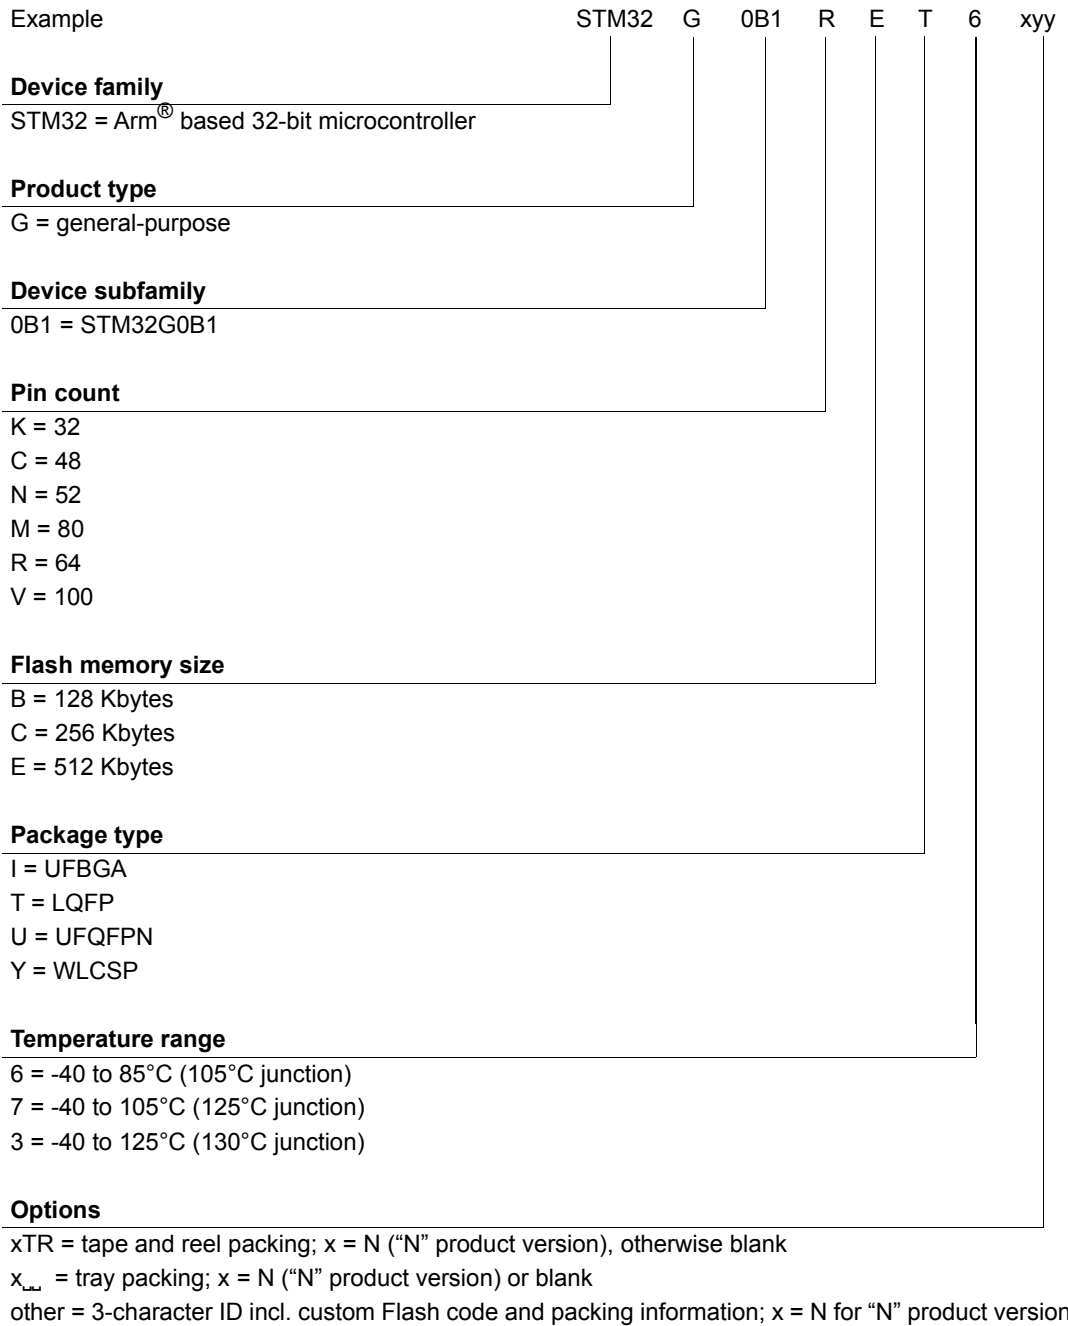 Example STM32 G 0B1 R E T 6 xyy
Device family
STM32 = Arm® based 32-bit microcontroller
Product type
G = general-purpose
Device subfamily
0B1 = STM32G0B1
Pin count
K = 32
C = 48
N = 52
M = 80
R = 64
V = 100
Flash memory size
B = 128 Kbytes
C = 256 Kbytes
E = 512 Kbytes
Package type
I = UFBGA
T = LQFP
U = UFQFPN
Y = WLCSP
Temperature range
6 = -40 to 85°C (105°C junction)
7 = -40 to 105°C (125°C junction)
3 = -40 to 125°C (130°C junction)
Options
xTR = tape and reel packing; x = N (“N” product version), otherwise blank
x␣␣ = tray packing; x = N (“N” product version) or blank
other = 3-character ID incl. custom Flash code and packing information; x = N for “N” product version